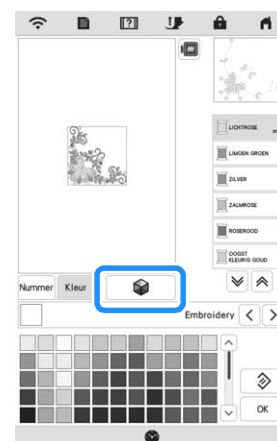 LICHTROSE
LIMOEN GROEN
ZILVER
ZALMROSE
ROSEROOD
OOGST
KLEURIG GOUD
Nummer
Kleur
Embroidery
OK